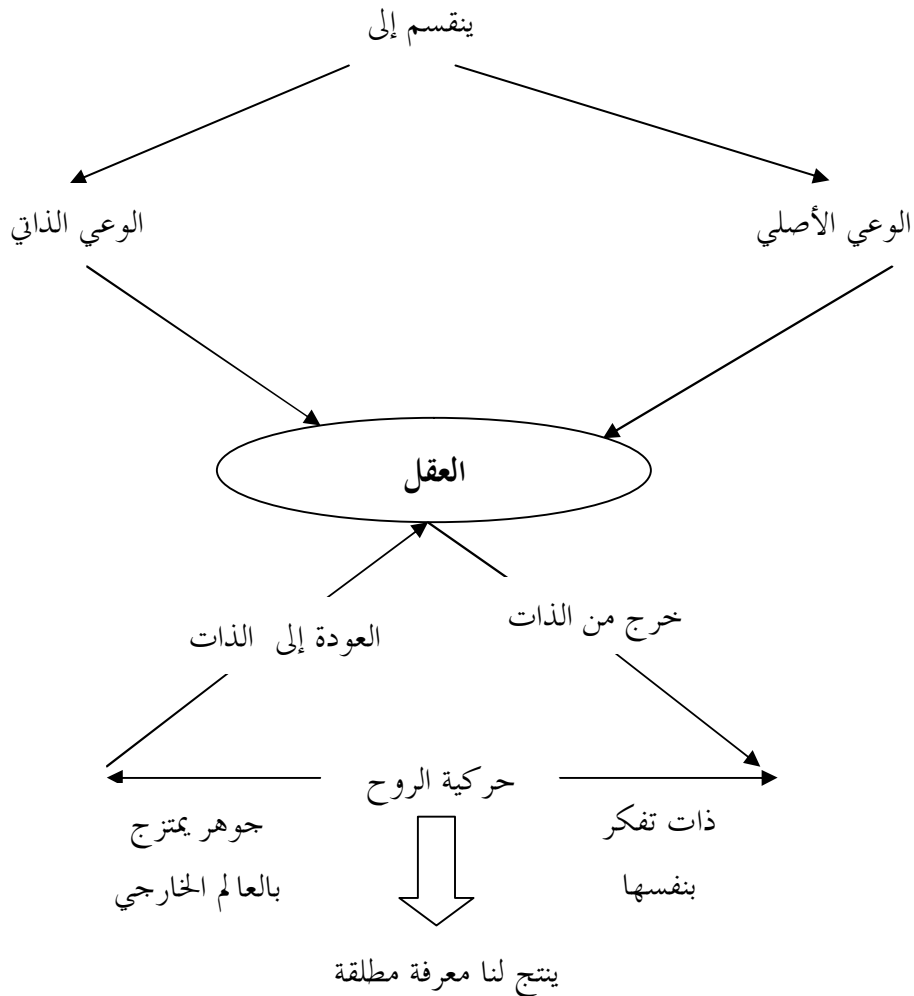 ينقسم إلى
الوعي الأصلي
الوعي الذاتي
العقل
خرج من الذات
العودة إلى الذات
حركية الروح
ذات تفكر
بنفسها
جوهر يمتزج
بالعالم الخارجي
ينتج لنا معرفة مطلقة